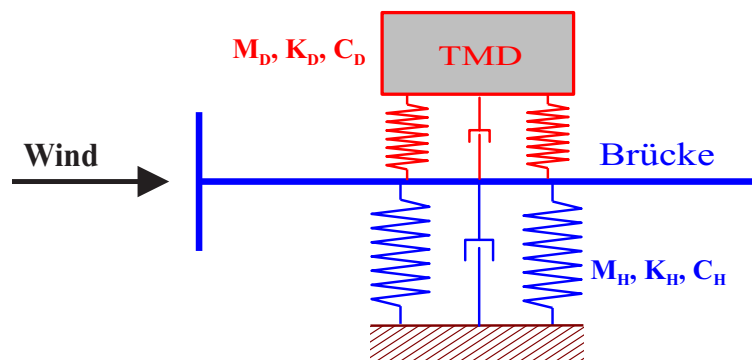 M_D, K_D, C_D
TMD
Wind
Brücke
M_H, K_H, C_H